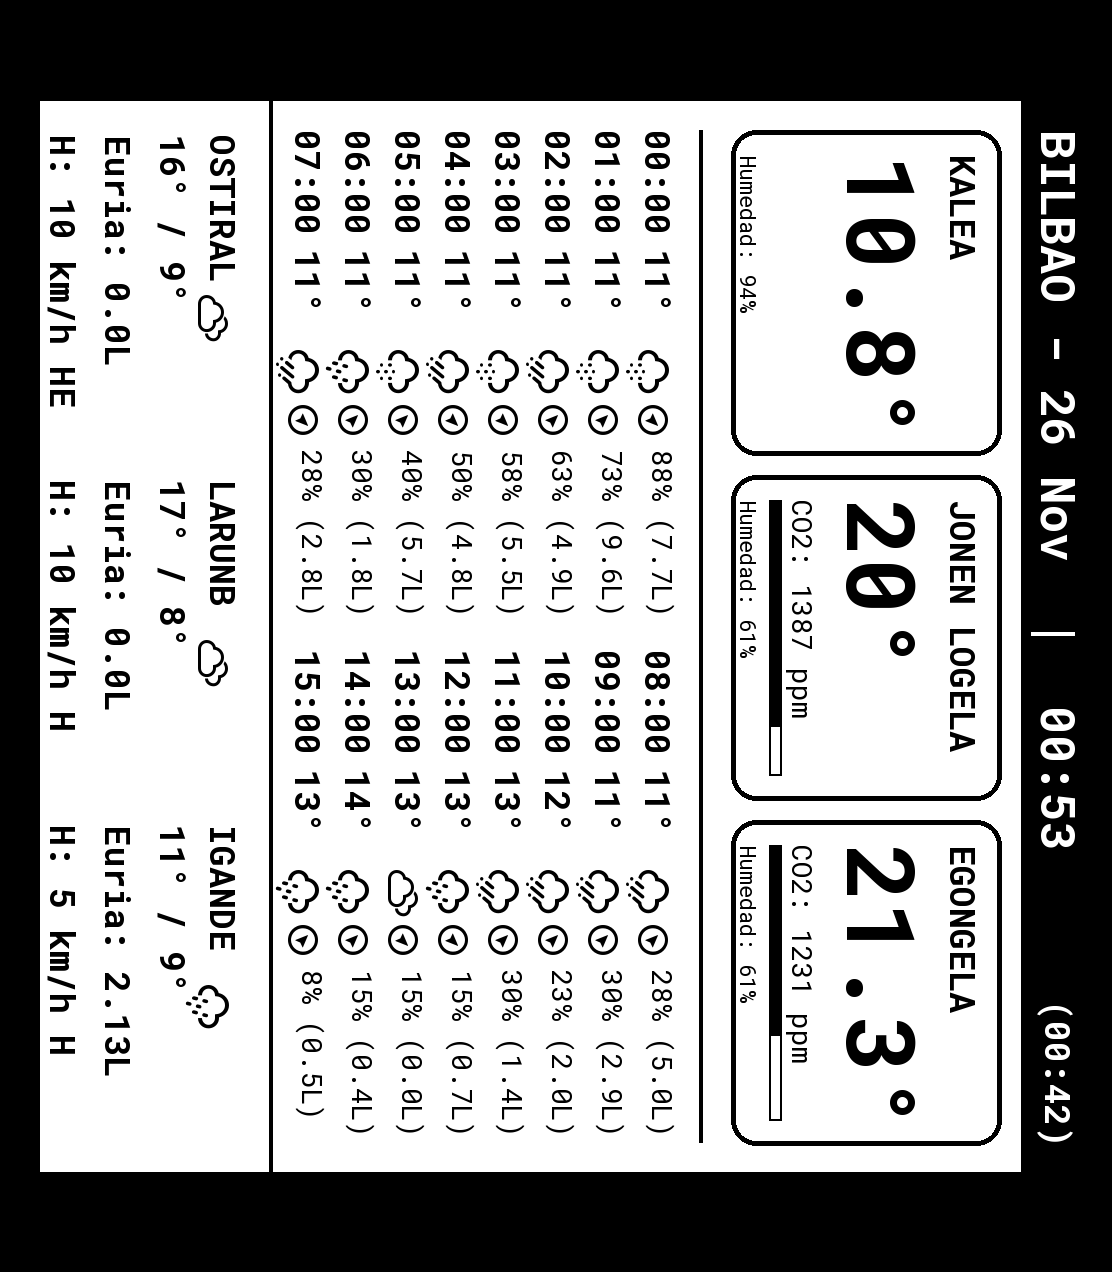 BILBAO - 26 Nov | 00:53 (00:42)
KALEA
10.8°
Humedad: 94%
JONEN LOGELA
20°
CO2: 1387 ppm
Humedad: 61%
EGONGELA
21.3°
CO2: 1231 ppm
Humedad: 61%
00:00 11° 88% (7.7L)
01:00 11° 73% (9.6L)
02:00 11° 63% (4.9L)
03:00 11° 58% (5.5L)
04:00 11° 50% (4.8L)
05:00 11° 40% (5.7L)
06:00 11° 30% (1.8L)
07:00 11° 28% (2.8L)
08:00 11° 28% (5.0L)
09:00 11° 30% (2.9L)
10:00 12° 23% (2.0L)
11:00 13° 30% (1.4L)
12:00 13° 15% (0.7L)
13:00 13° 15% (0.0L)
14:00 14° 15% (0.4L)
15:00 13° 8% (0.5L)
OSTIRAL
16° / 9°
Euria: 0.0L
H: 10 km/h HE
LARUNB
17° / 8°
Euria: 0.0L
H: 10 km/h H
IGANDE
11° / 9°
Euria: 2.13L
H: 5 km/h H